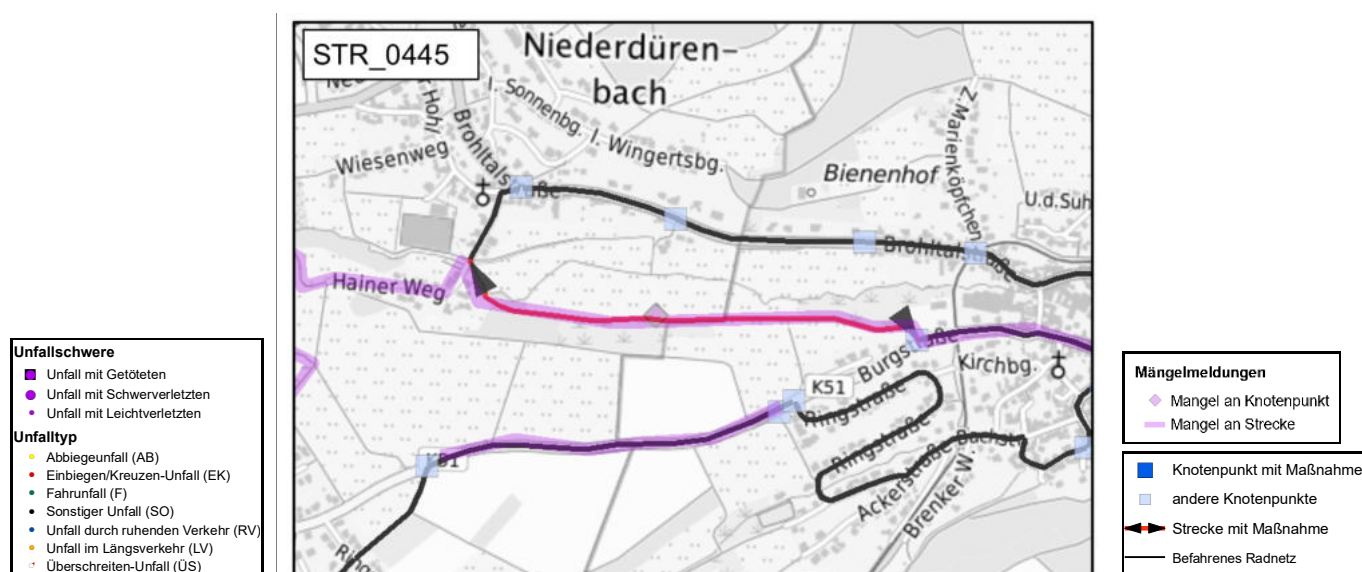 STR_0445
Niederdüren-
bach
I. Sonnenbg.
I. Wingertsbg.
Hohl
Brohltalstraße
Wiesenweg
Bienenhof
Z. Marienköpfchen
U.d.Süh
Brohltalstraße
Hainer Weg
Burgstraße
Kirchbg.
K51
Ringstraße
Ringstraße
Ackerstraße
Bachstr.
Brenker W.
Unfallschwere
Unfall mit Getöteten
Unfall mit Schwerverletzten
Unfall mit Leichtverletzten
Unfalltyp
Abbiegeunfall (AB)
Einbiegen/Kreuzen-Unfall (EK)
Fahrunfall (F)
Sonstiger Unfall (SO)
Unfall durch ruhenden Verkehr (RV)
Unfall im Längsverkehr (LV)
Überschreiten-Unfall (ÜS)
Mängelmeldungen
Mangel an Knotenpunkt
Mangel an Strecke
Knotenpunkt mit Maßnahme
andere Knotenpunkte
Strecke mit Maßnahme
Befahrenes Radnetz